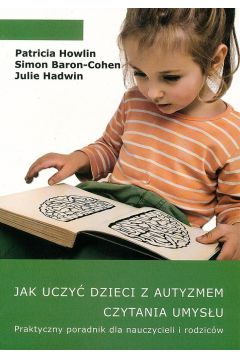 Patricia Howlin
Simon Baron-Cohen
Julie Hadwin
JAK UCZYĆ DZIECI Z AUTYZMEM
CZYTANIA UMYSŁU
Praktyczny poradnik dla nauczycieli i rodziców